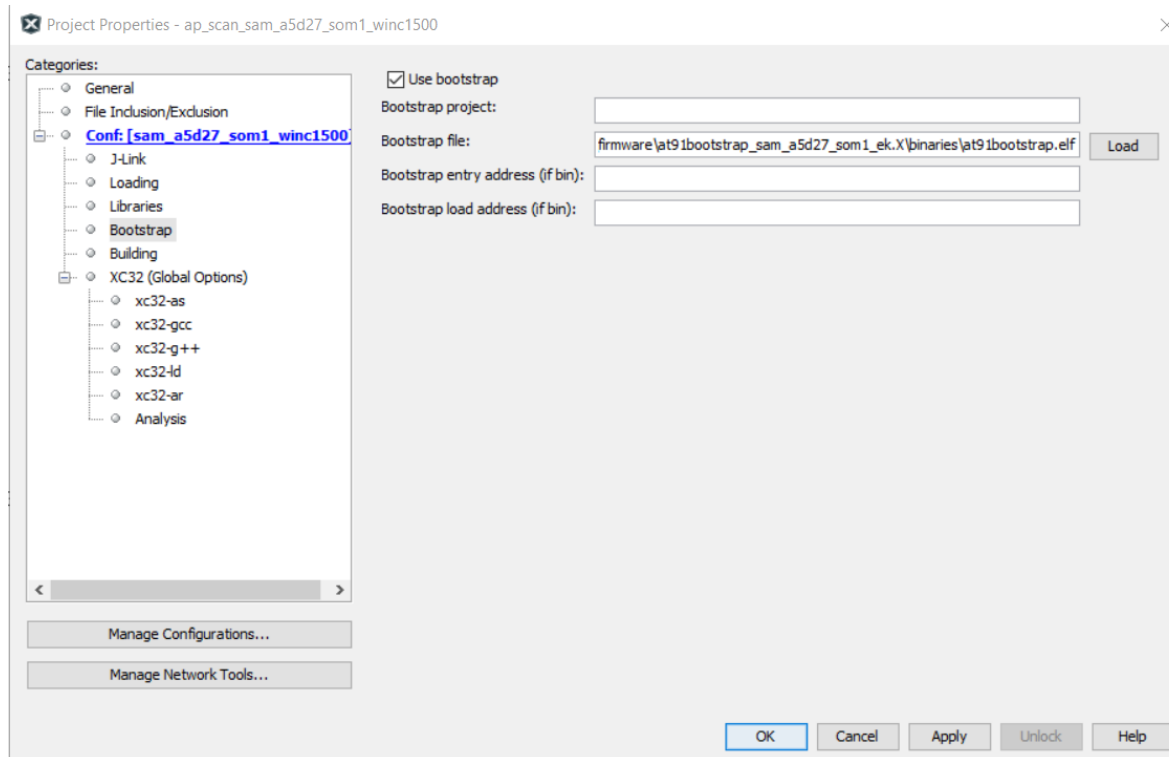 Project Properties - ap_scan_sam_a5d27_som1_winc1500
Categories:
General
File Inclusion/Exclusion
Conf: [sam_a5d27_som1_winc1500]
J-Link
Loading
Libraries
Bootstrap
Building
XC32 (Global Options)
xc32-as
xc32-gcc
xc32-g++
xc32-ld
xc32-ar
Analysis
Manage Configurations...
Manage Network Tools...
Use bootstrap
Bootstrap project:
Bootstrap file: firmware\at91bootstrap_sam_a5d27_som1_ek.X\binaries\at91bootstrap.elf Load
Bootstrap entry address (if bin):
Bootstrap load address (if bin):
OK Cancel Apply Unlock Help